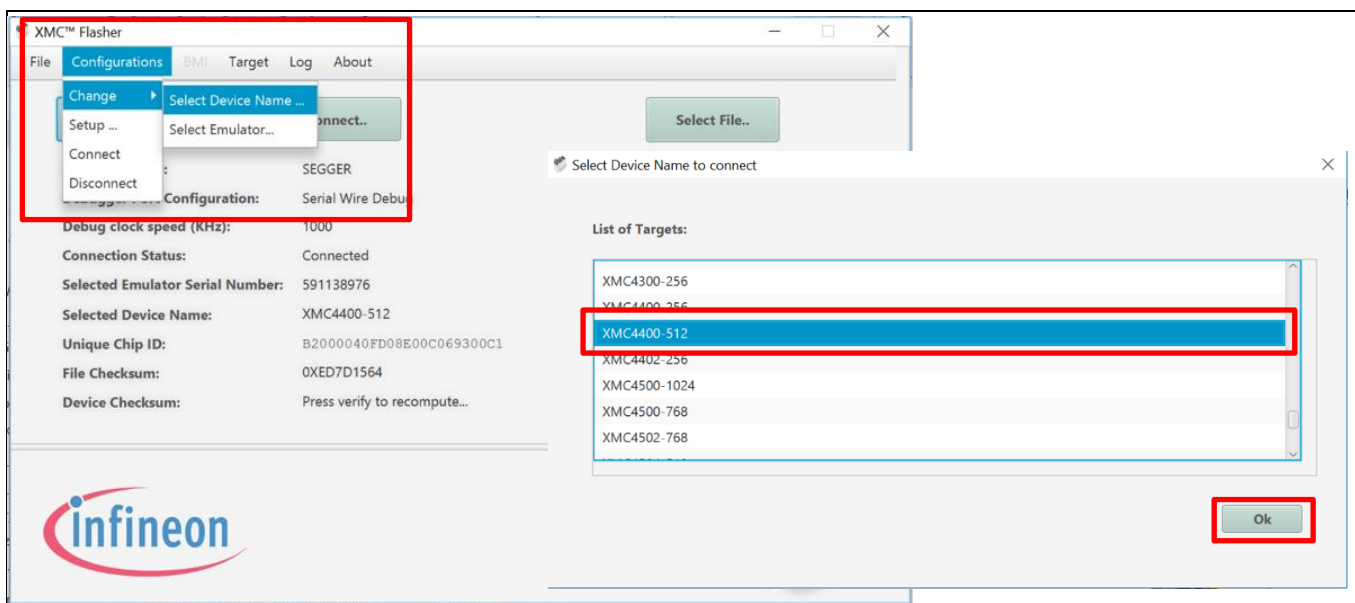 XMC™ Flasher
File Configurations BMI Target Log About
Change
Select Device Name ...
Setup ...
Select Emulator...
Connect
Disconnect
onnect..
Select File..
: SEGGER
Configuration: Serial Wire Debug
Debug clock speed (KHz): 1000
Connection Status: Connected
Selected Emulator Serial Number: 591138976
Selected Device Name: XMC4400-512
Unique Chip ID: B2000040FD08E00C069300C1
File Checksum: 0XED7D1564
Device Checksum: Press verify to recompute...
infineon
Select Device Name to connect
List of Targets:
XMC4300-256
XMC4400-256
XMC4400-512
XMC4402-256
XMC4500-1024
XMC4500-768
XMC4502-768
Ok